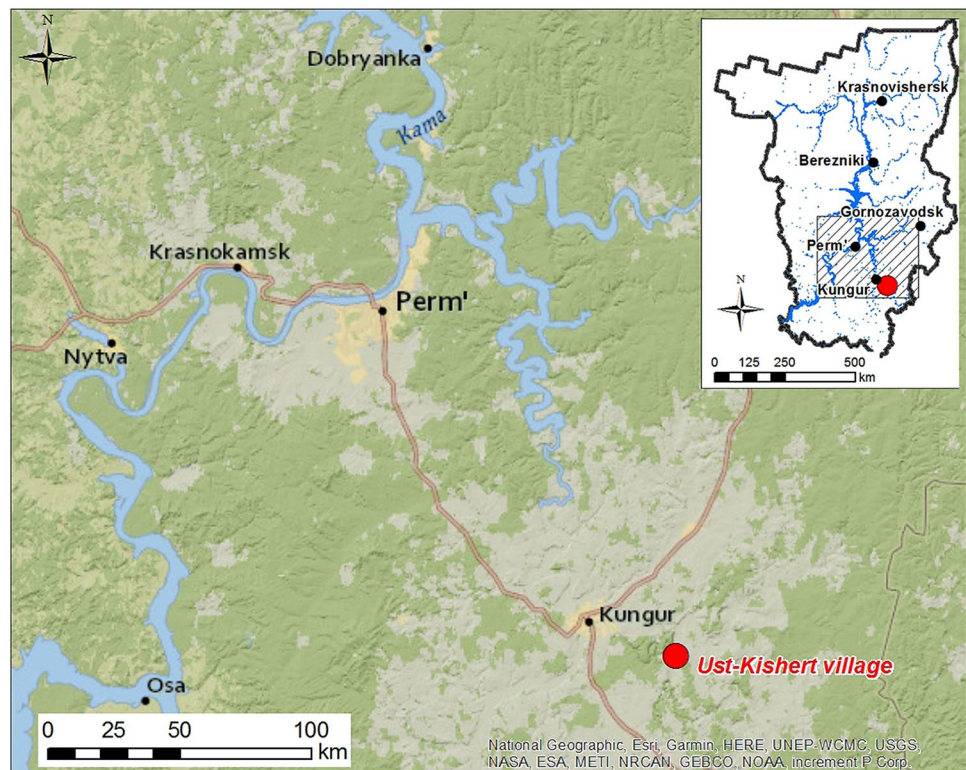 N
Dobryanka
Kama
Krasnokamsk
Perm'
Nytva
Kungur
Ust-Kishert village
Osa
0 25 50 100
km
National Geographic, Esri, Garmin, HERE, UNEP-WCMC, USGS,
NASA, ESA, METI, NRCAN, GEBCO, NOAA, increment P Corp.
Krasnovishersk
Berezniki
Gornozavodsk
Perm'
Kungur
N
0 125 250 500
km